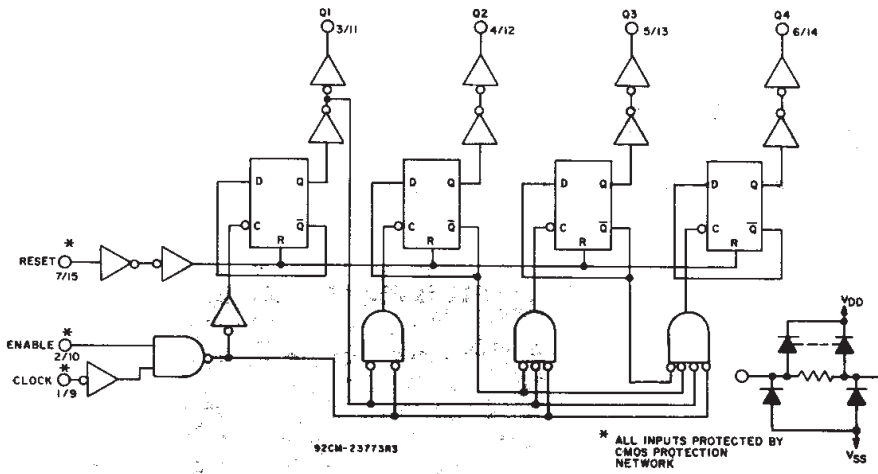 Q1 Q2 Q3 Q4
3/11 4/12 5/13 6/14
D Q D Q D Q D Q
C Q̅ C Q̅ C Q̅ C Q̅
R R R R
*
RESET
7/15
*
ENABLE
2/10
*
CLOCK
1/9
VDD
VSS
92CM-23773R3
* ALL INPUTS PROTECTED BY
CMOS PROTECTION
NETWORK